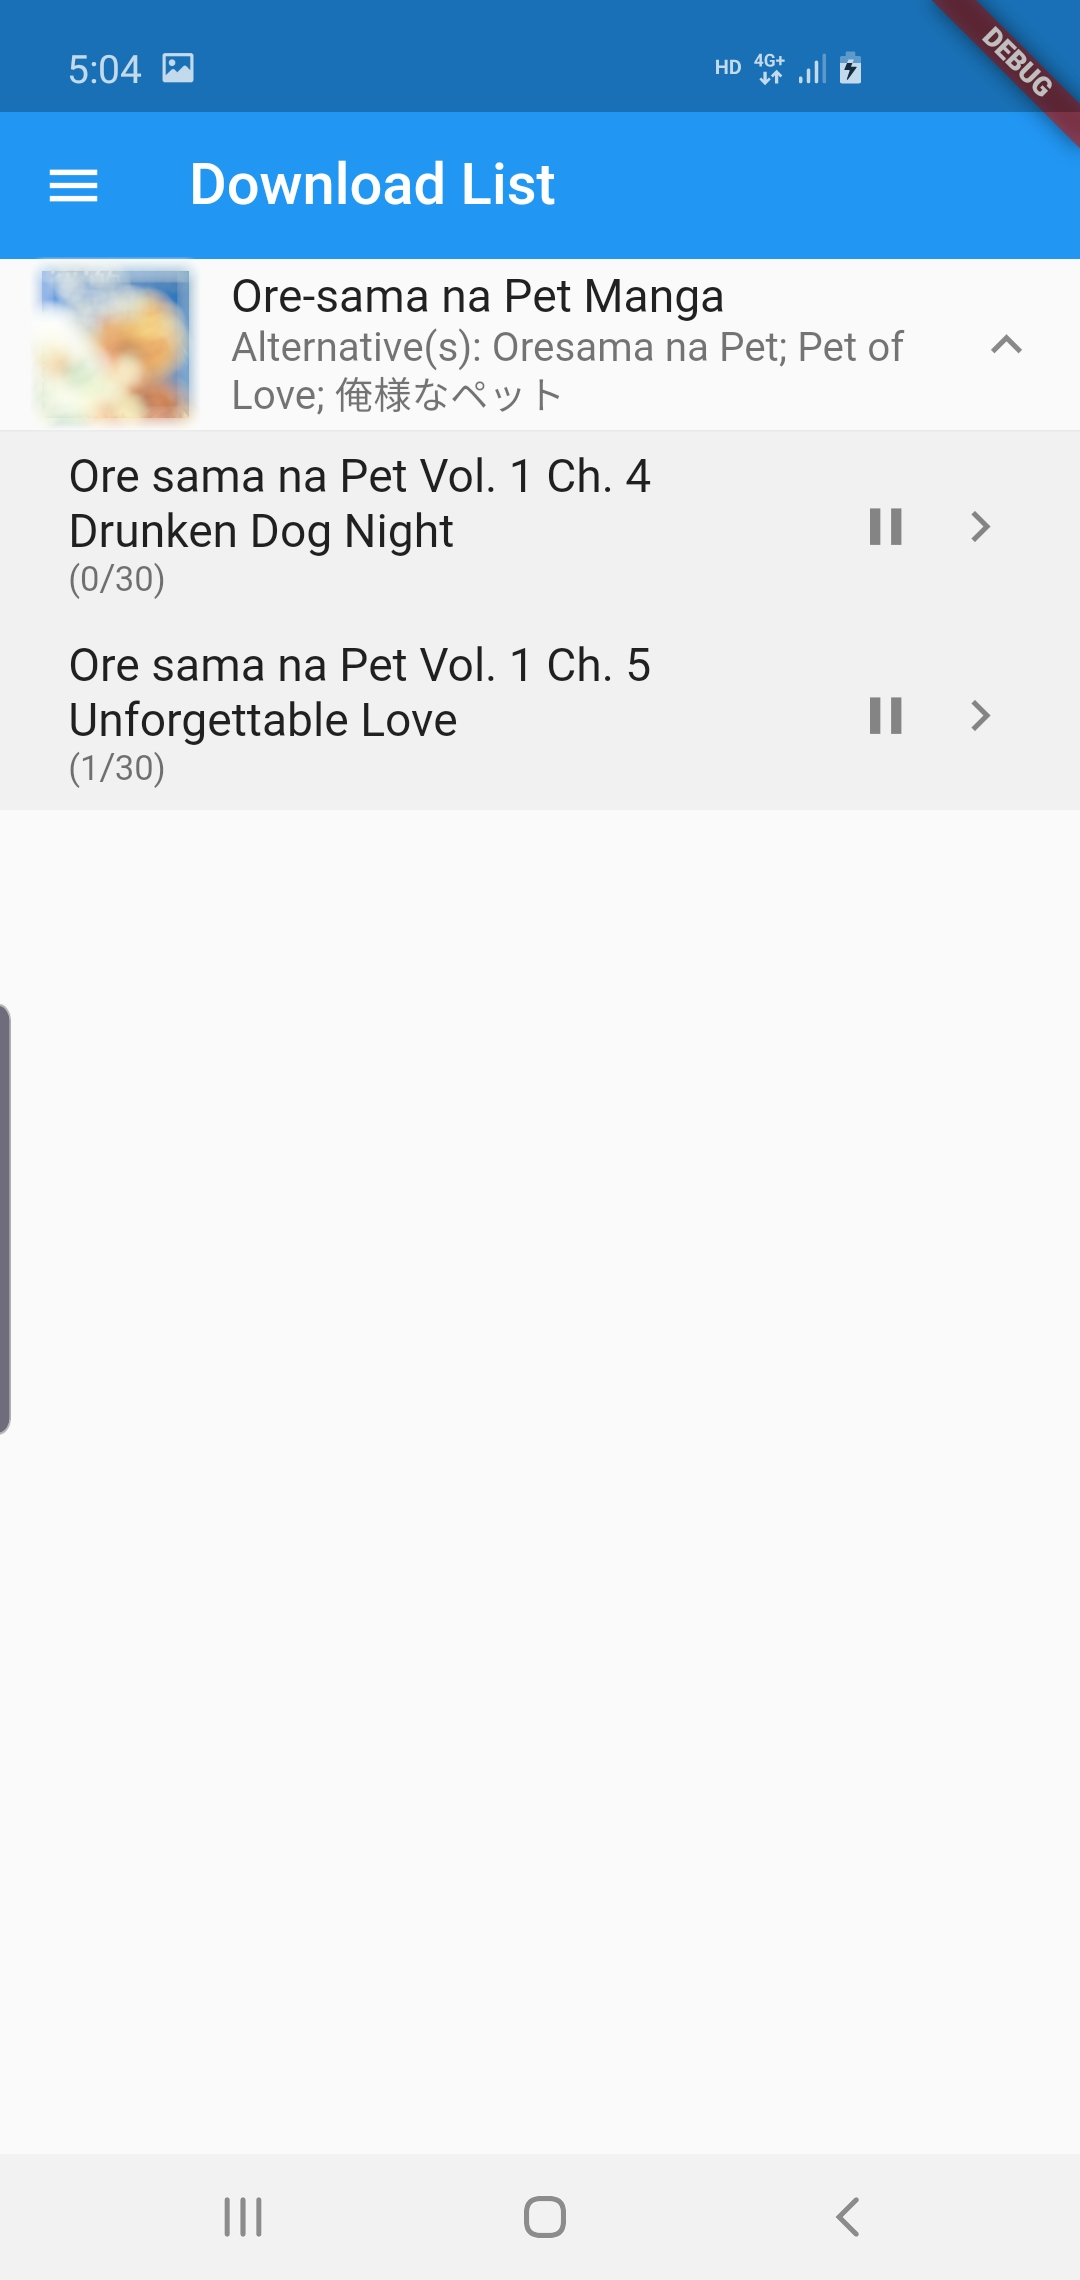 5:04
HD 4G+
DEBUG
Download List
Ore-sama na Pet Manga
Alternative(s): Oresama na Pet; Pet of
Love; 俺様なペット
Ore sama na Pet Vol. 1 Ch. 4
Drunken Dog Night
(0/30)
Ore sama na Pet Vol. 1 Ch. 5
Unforgettable Love
(1/30)